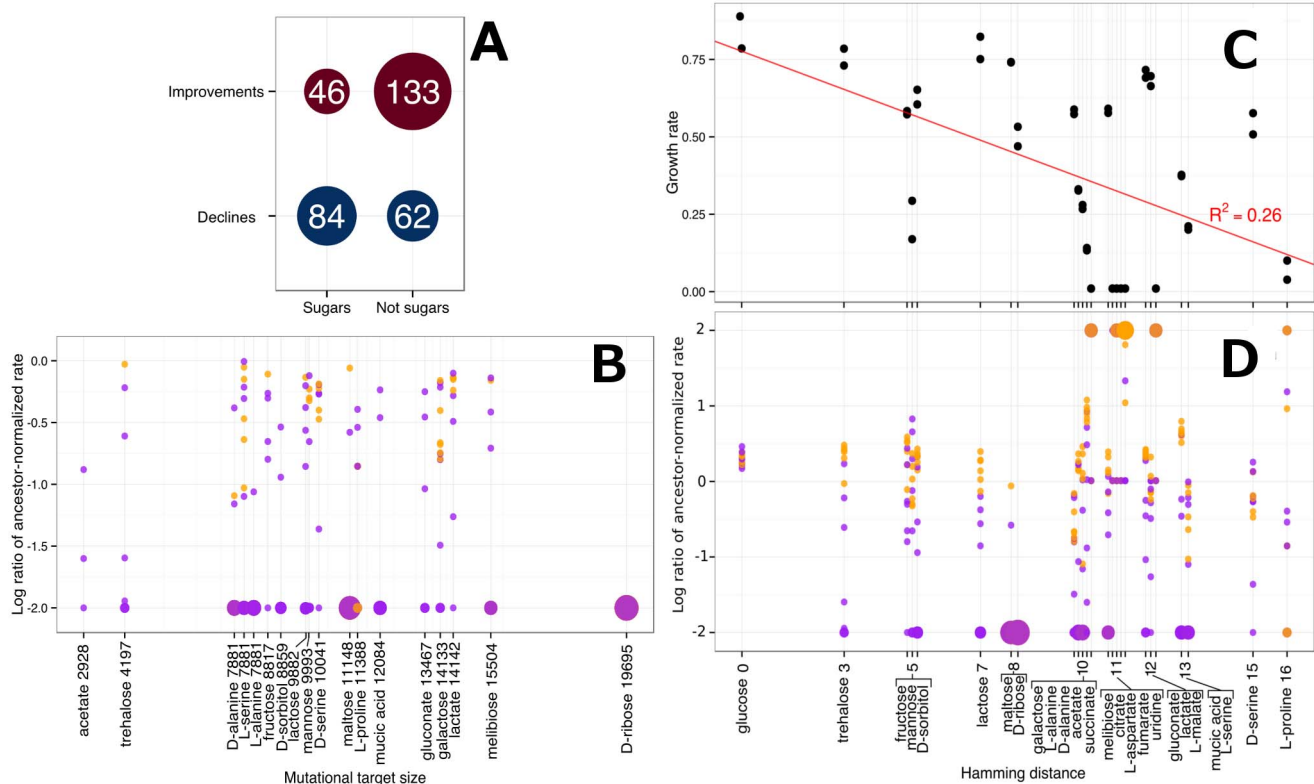 A
Improvements
46
133
Declines
84
62
Sugars
Not sugars
B
Log ratio of ancestor-normalized rate
0.0
-0.5
-1.0
-1.5
-2.0
acetate 2928
trehalose 4197
D-alanine 7881
L-serine 7881
L-alanine 7881
fructose 8817
D-sorbitol 8859
lactose 9882
mannose 9993
D-serine 10041
maltose 11148
L-proline 11388
mucic acid 12084
gluconate 13467
galactose 14133
lactate 14142
melibiose 15504
D-ribose 19695
Mutational target size
C
Growth rate
0.75
0.50
0.25
0.00
R² = 0.26
D
Log ratio of ancestor-normalized rate
2
1
0
-1
-2
glucose 0
trehalose 3
5
fructose
mannose
D-sorbitol
lactose 7
8
maltose
D-ribose
10
galactose
L-alanine
D-alanine
acetate
succinate
11
melibiose
citrate
L-aspartate
12
fumarate
uridine
13
gluconate
lactate
L-malate
mucic acid
L-serine
D-serine 15
L-proline 16
Hamming distance